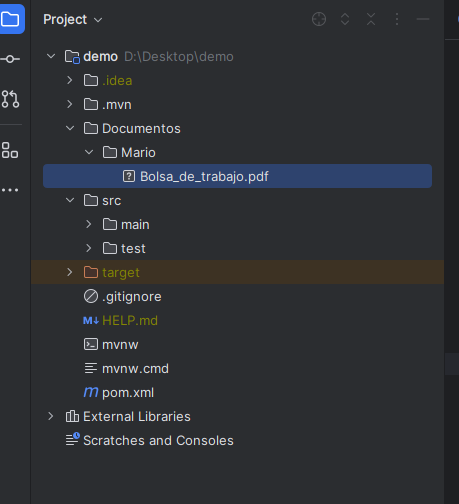 Project
demo D:\Desktop\demo
.idea
.mvn
Documentos
Mario
Bolsa_de_trabajo.pdf
src
main
test
target
.gitignore
M↓ HELP.md
mvnw
mvnw.cmd
m pom.xml
External Libraries
Scratches and Consoles